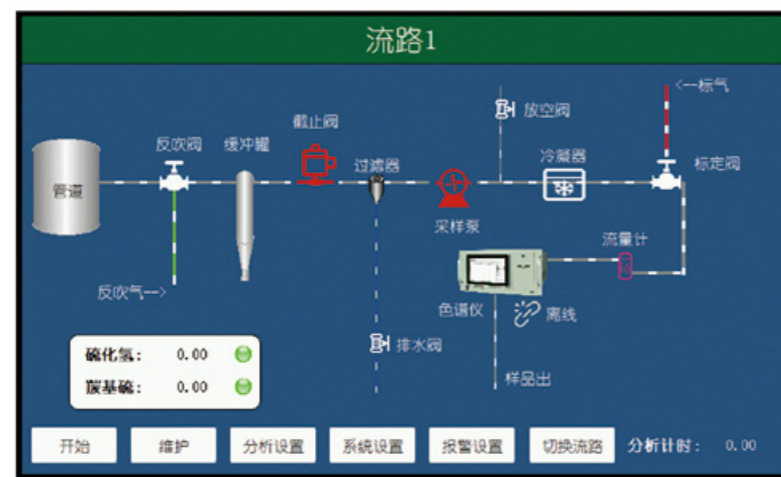 流路1
<--标气
放空阀
截止阀
反吹阀
缓冲罐
冷凝器
过滤器
标定阀
管道
采样泵
流量计
反吹气-->
色谱仪
离线
排水阀
硫化氢: 0.00
羰基硫: 0.00
样品出
开始
维护
分析设置
系统设置
报警设置
切换流路
分析计时: 0.00